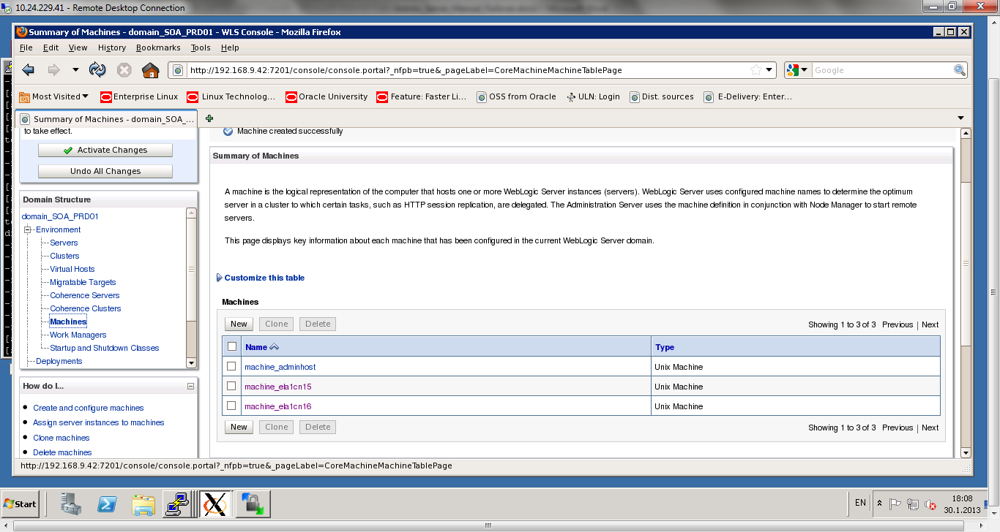 10.24.229.41 - Remote Desktop Connection
Summary of Machines - domain_SOA_PRD01 - WLS Console - Mozilla Firefox
File Edit View History Bookmarks Tools Help
http://192.168.9.42:7201/console/console.portal?_nfpb=true&_pageLabel=CoreMachineMachineTablePage
Google
Most Visited Enterprise Linux Linux Technolog... Oracle University Feature: Faster Li... OSS from Oracle ULN: Login Dist. sources E-Delivery: Enter...
Summary of Machines - domain_SOA_...
to take effect.
Activate Changes
Undo All Changes
Domain Structure
domain_SOA_PRD01
Environment
Servers
Clusters
Virtual Hosts
Migratable Targets
Coherence Servers
Coherence Clusters
Machines
Work Managers
Startup and Shutdown Classes
Deployments
How do I...
Create and configure machines
Assign server instances to machines
Clone machines
Delete machines
Machine created successfully
Summary of Machines
A machine is the logical representation of the computer that hosts one or more WebLogic Server instances (servers). WebLogic Server uses configured machine names to determine the optimum
server in a cluster to which certain tasks, such as HTTP session replication, are delegated. The Administration Server uses the machine definition in conjunction with Node Manager to start remote
servers.
This page displays key information about each machine that has been configured in the current WebLogic Server domain.
Customize this table
Machines
New Clone Delete Showing 1 to 3 of 3 Previous | Next
Name Type
machine_adminhost Unix Machine
machine_ela1cn15 Unix Machine
machine_ela1cn16 Unix Machine
New Clone Delete Showing 1 to 3 of 3 Previous | Next
http://192.168.9.42:7201/console/console.portal?_nfpb=true&_pageLabel=CoreMachineMachineTablePage
Start
EN
18:08
30.1.2013